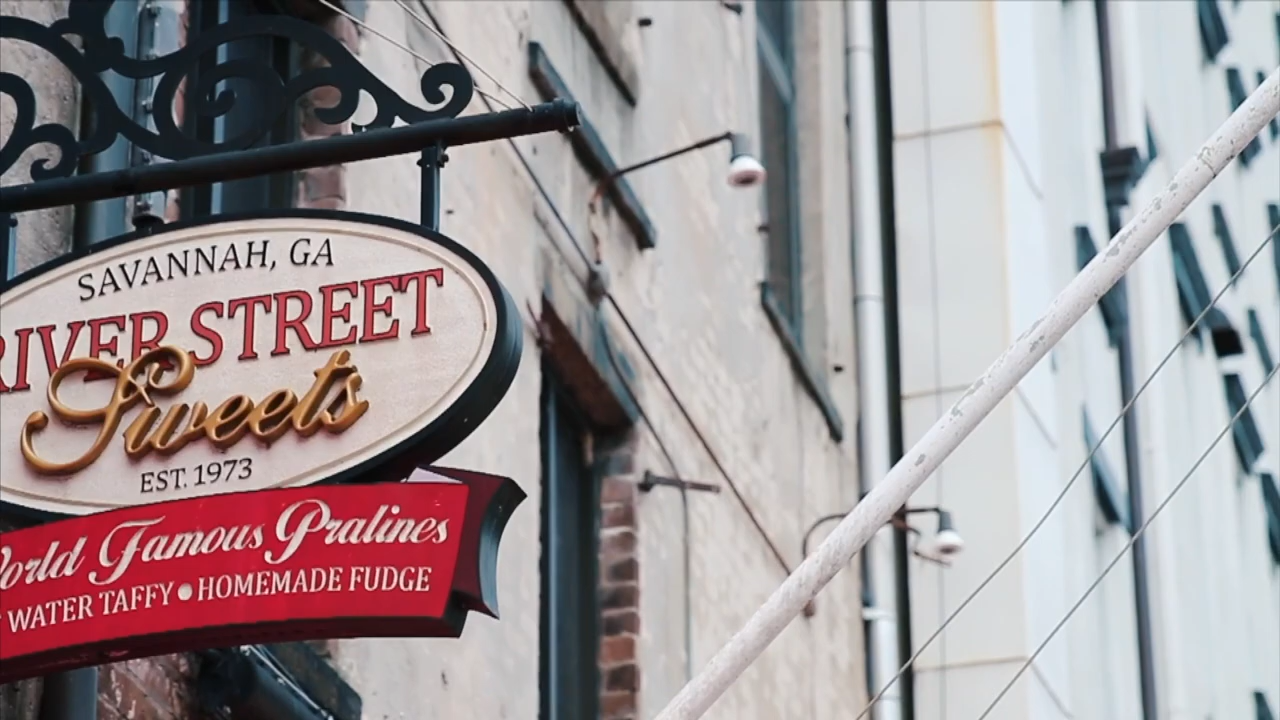 SAVANNAH, GA
RIVER STREET
Sweets
EST. 1973
World Famous Pralines
WATER TAFFY • HOMEMADE FUDGE